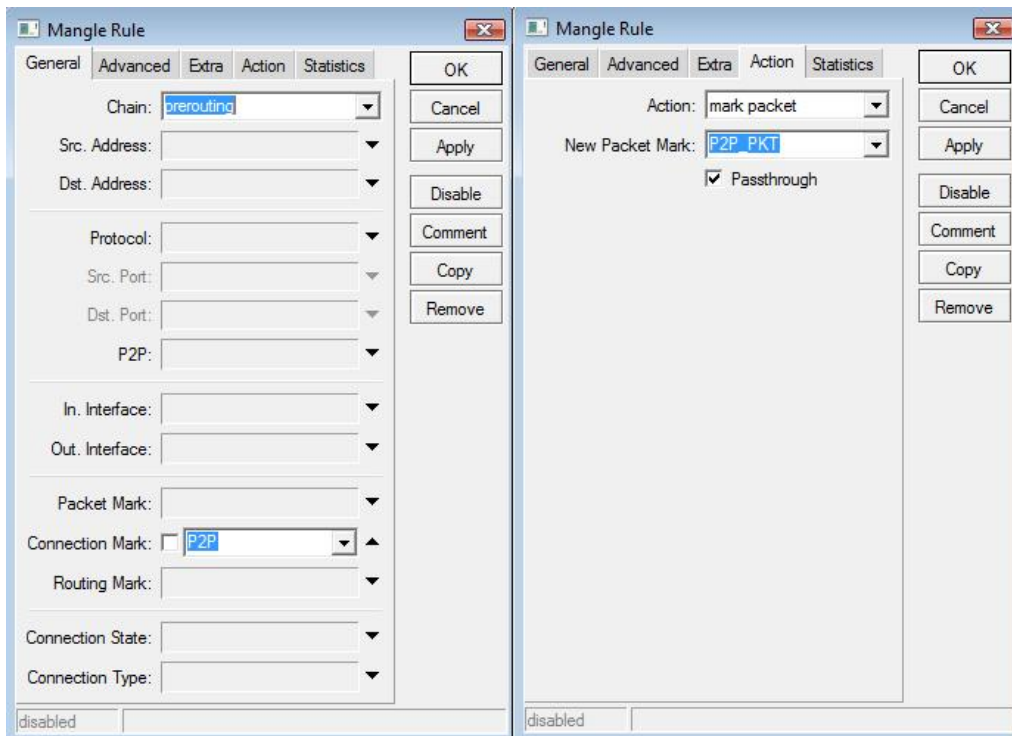 Mangle Rule
General Advanced Extra Action Statistics
Chain: prerouting
Src. Address:
Dst. Address:
Protocol:
Src. Port:
Dst. Port:
P2P:
In. Interface:
Out. Interface:
Packet Mark:
Connection Mark: P2P
Routing Mark:
Connection State:
Connection Type:
OK
Cancel
Apply
Disable
Comment
Copy
Remove
disabled
Mangle Rule
General Advanced Extra Action Statistics
Action: mark packet
New Packet Mark: P2P_PKT
Passthrough
OK
Cancel
Apply
Disable
Comment
Copy
Remove
disabled